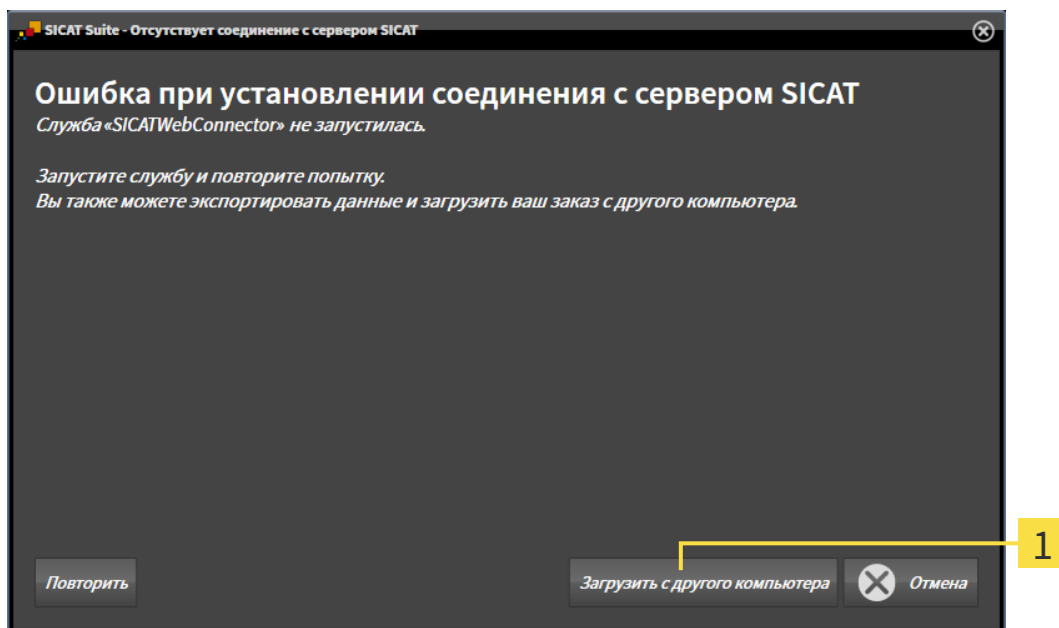 SICAT Suite - Отсутствует соединение с сервером SICAT
Ошибка при установлении соединения с сервером SICAT
Служба «SICATWebConnector» не запустилась.
Запустите службу и повторите попытку.
Вы также можете экспортировать данные и загрузить ваш заказ с другого компьютера.
1
Повторить
Загрузить с другого компьютера
Отмена